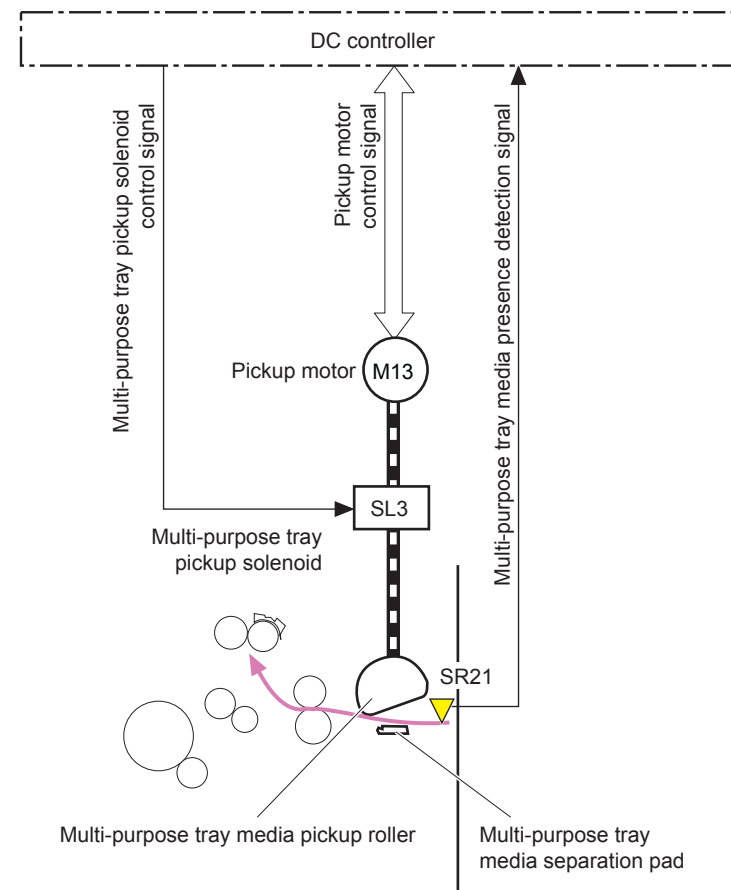 DC controller
Multi-purpose tray pickup solenoid
control signal
Pickup motor
control signal
Multi-purpose tray media presence detection signal
Pickup motor
M13
SL3
Multi-purpose tray
pickup solenoid
SR21
Multi-purpose tray media pickup roller
Multi-purpose tray
media separation pad